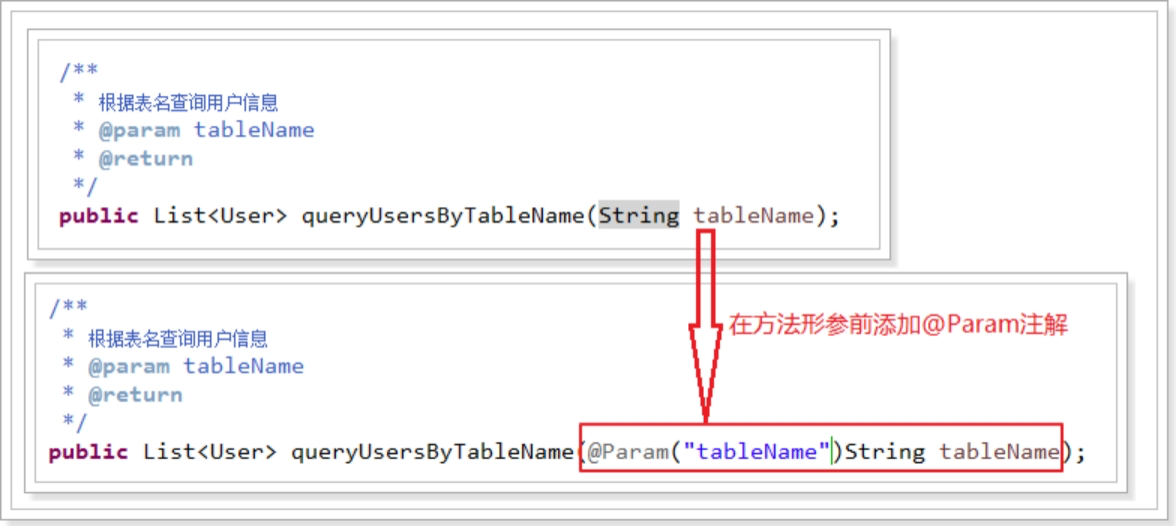 /**
* 根据表名查询用户信息
* @param tableName
* @return
*/
public List<User> queryUsersByTableName(String tableName);
/**
* 根据表名查询用户信息
* @param tableName
* @return
*/
在方法形参前添加@Param注解
public List<User> queryUsersByTableName(@Param("tableName")String tableName);